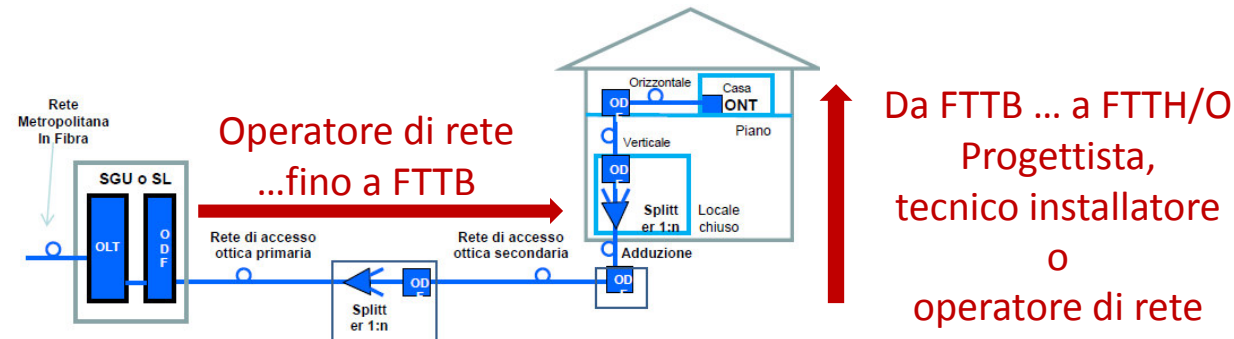 Rete
Metropolitana
In Fibra
SGU o SL
OLT
O
D
F
Operatore di rete
...fino a FTTB
Rete di accesso
ottica primaria
Splitt
er 1:n
OD
Rete di accesso
ottica secondaria
OD
Adduzione
Splitt
er 1:n
Locale
chiuso
OD
Verticale
OD
Orizzontale
Casa
ONT
Piano
Da FTTB ... a FTTH/O
Progettista,
tecnico installatore
o
operatore di rete